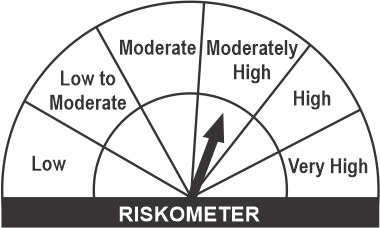 Low
Low to
Moderate
Moderate
Moderately
High
High
Very High
RISKOMETER